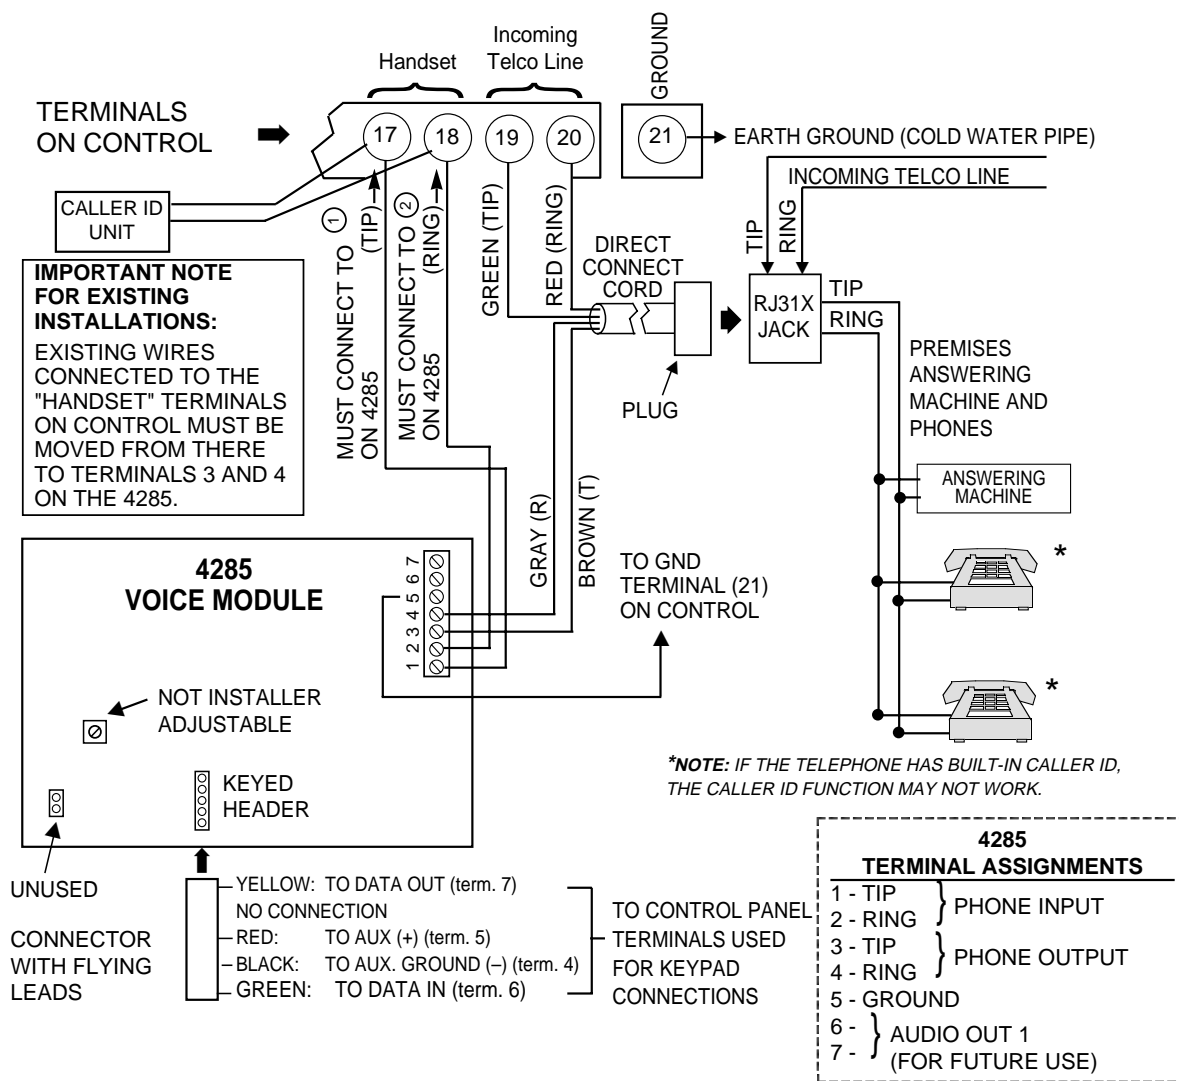 Incoming
Telco Line
Handset
GROUND
TERMINALS
ON CONTROL
17
18
19
20
21
EARTH GROUND (COLD WATER PIPE)
INCOMING TELCO LINE
CALLER ID
UNIT
MUST CONNECT TO 1
(TIP)
ON 4285
MUST CONNECT TO 2
(RING)
ON 4285
GREEN (TIP)
RED (RING)
DIRECT
CONNECT
CORD
PLUG
TIP
RING
RJ31X
JACK
TIP
RING
PREMISES
ANSWERING
MACHINE AND
PHONES
ANSWERING
MACHINE
*
*
IMPORTANT NOTE
FOR EXISTING
INSTALLATIONS:
EXISTING WIRES
CONNECTED TO THE
"HANDSET" TERMINALS
ON CONTROL MUST BE
MOVED FROM THERE
TO TERMINALS 3 AND 4
ON THE 4285.
GRAY (R)
BROWN (T)
TO GND
TERMINAL (21)
ON CONTROL
4285
VOICE MODULE
7
6
5
4
3
2
1
NOT INSTALLER
ADJUSTABLE
KEYED
HEADER
UNUSED
*NOTE: IF THE TELEPHONE HAS BUILT-IN CALLER ID,
THE CALLER ID FUNCTION MAY NOT WORK.
CONNECTOR
WITH FLYING
LEADS
YELLOW: TO DATA OUT (term. 7)
NO CONNECTION
RED: TO AUX (+) (term. 5)
BLACK: TO AUX. GROUND (–) (term. 4)
GREEN: TO DATA IN (term. 6)
TO CONTROL PANEL
TERMINALS USED
FOR KEYPAD
CONNECTIONS
4285
TERMINAL ASSIGNMENTS
1 - TIP
2 - RING
PHONE INPUT
3 - TIP
4 - RING
PHONE OUTPUT
5 - GROUND
6 -
7 -
AUDIO OUT 1
(FOR FUTURE USE)